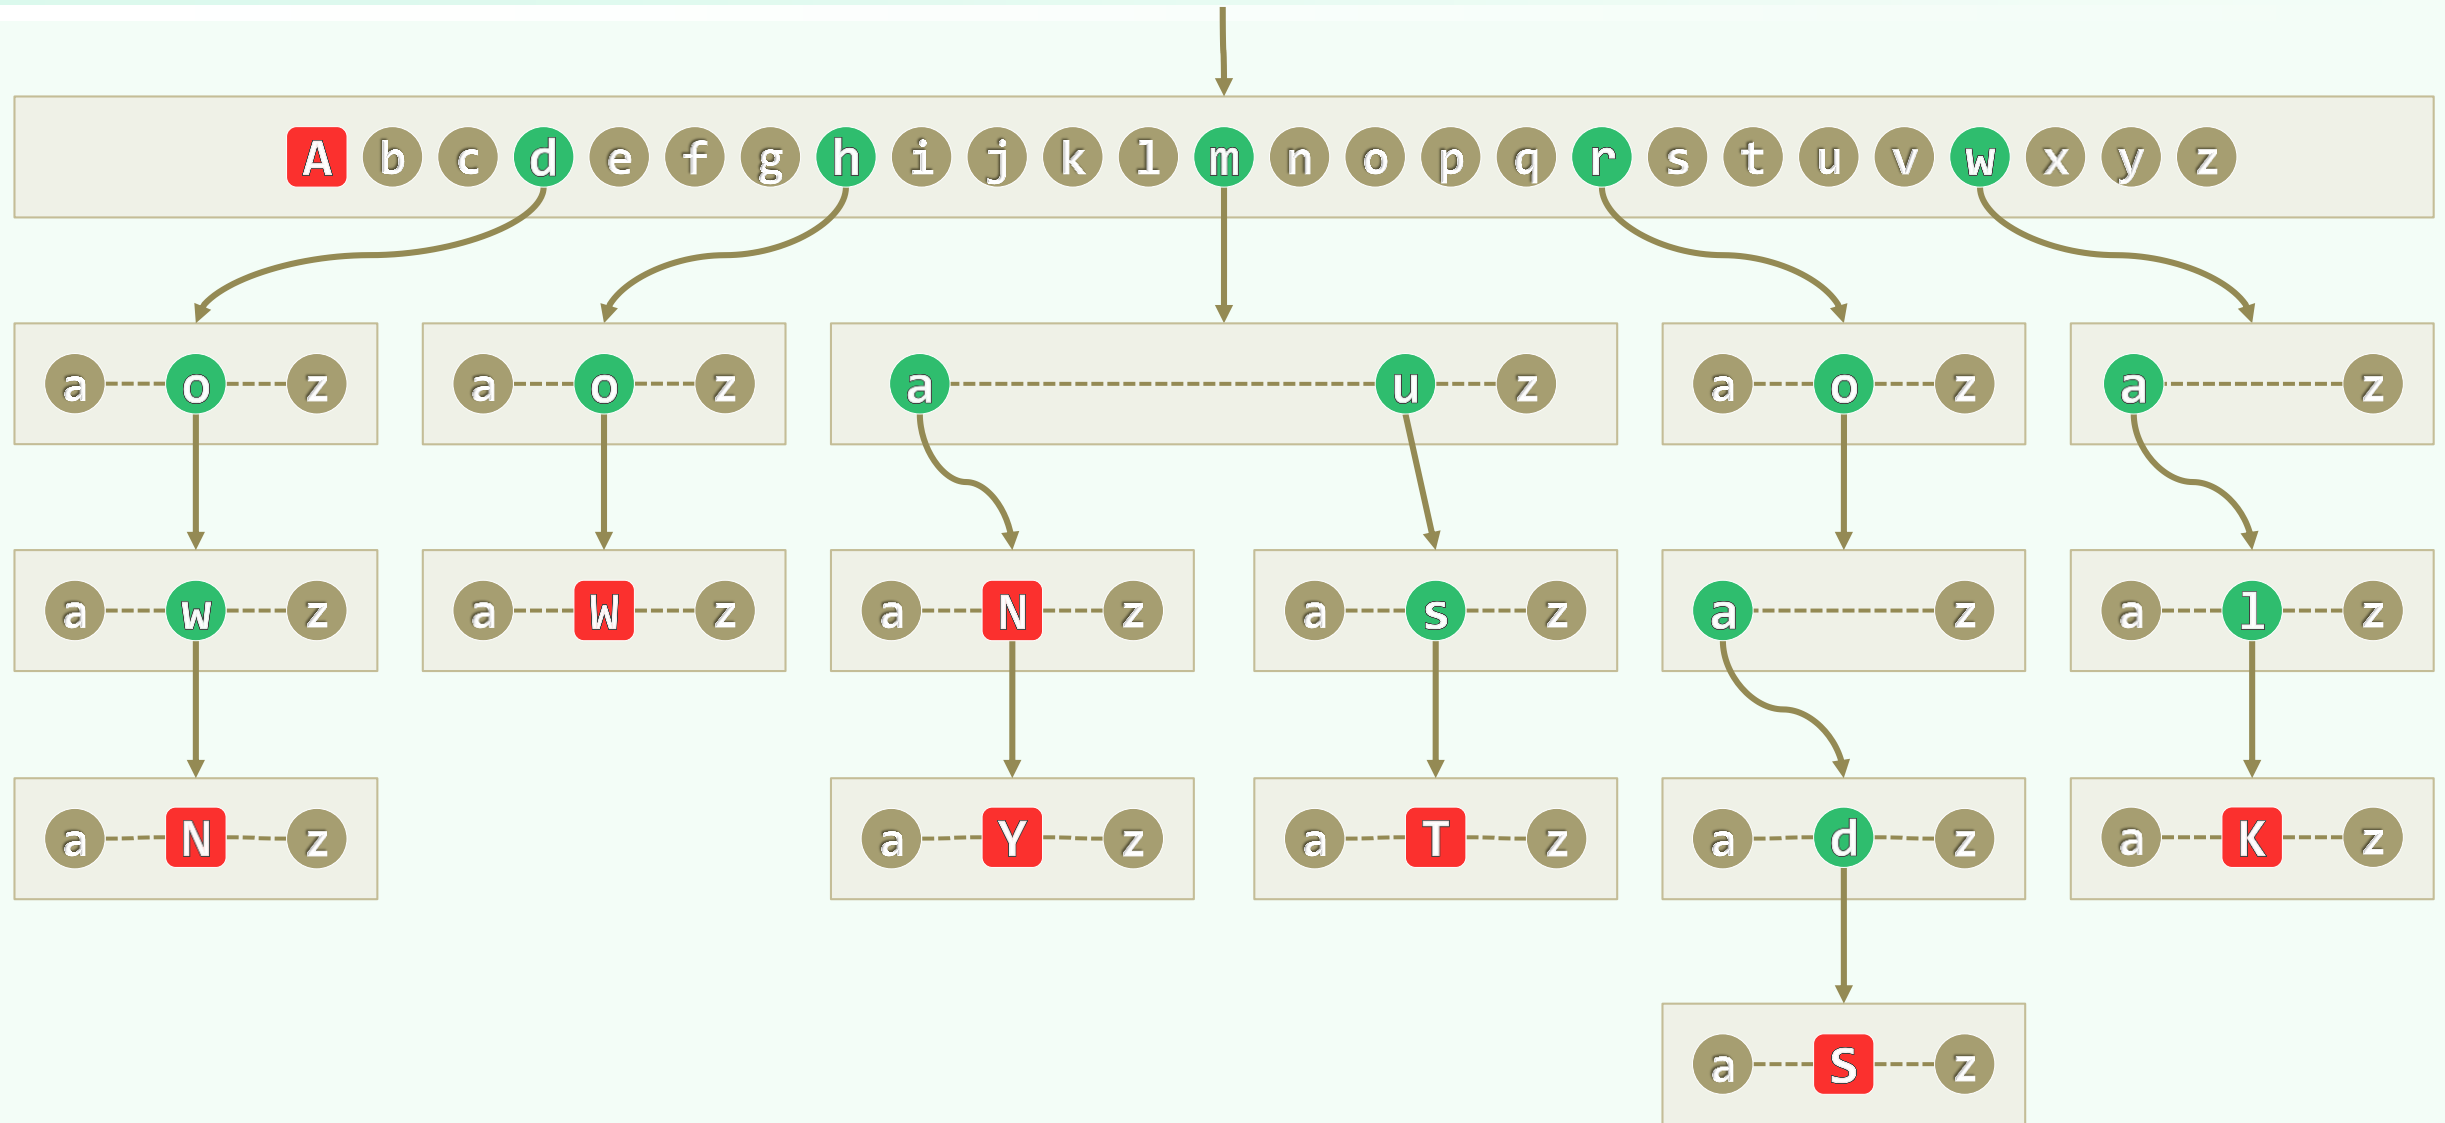 A b c d e f g h i j k l m n o p q r s t u v w x y z
a o z a o z a u z a o z a z
a w z a W z a N z a s z a z a l z
a N z a Y z a T z a d z a K z
a S z